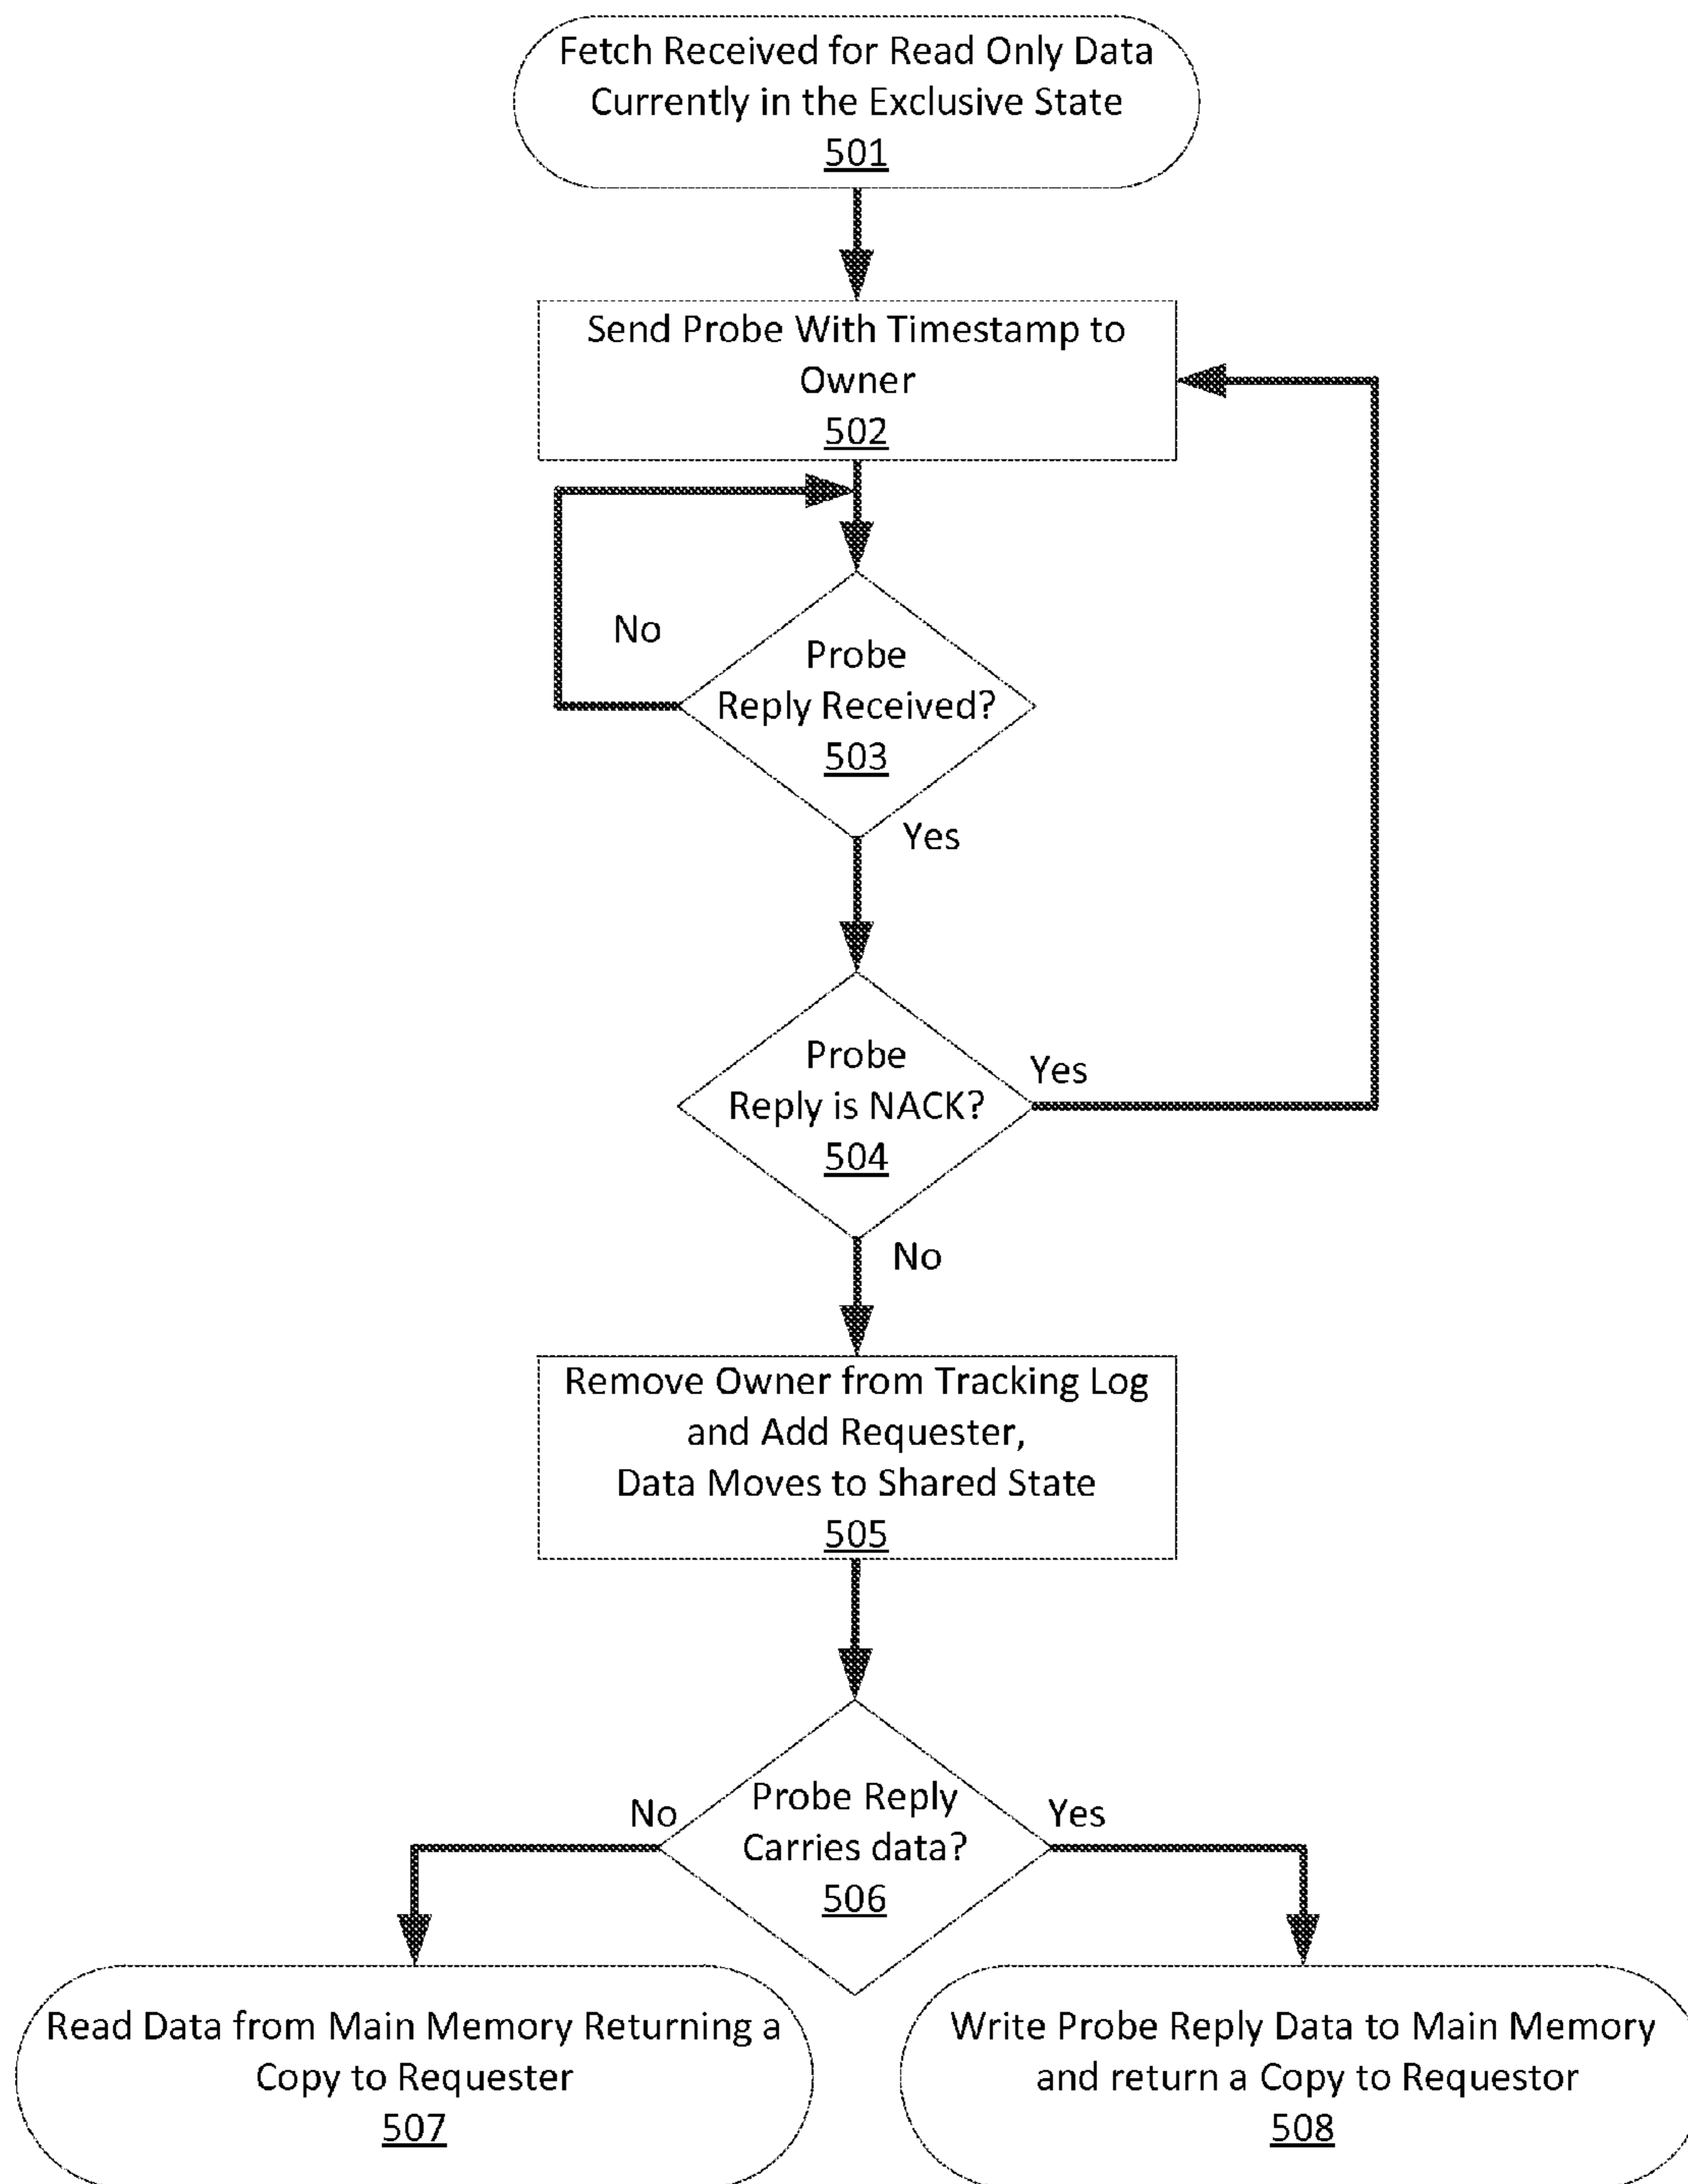 Fetch Received for Read Only Data
Currently in the Exclusive State
501
Send Probe With Timestamp to
Owner
502
No
Probe
Reply Received?
503
Yes
Probe
Reply is NACK?
504
Yes
No
Remove Owner from Tracking Log
and Add Requester,
Data Moves to Shared State
505
No
Probe Reply
Carries data?
506
Yes
Read Data from Main Memory Returning a
Copy to Requester
507
Write Probe Reply Data to Main Memory
and return a Copy to Requestor
508